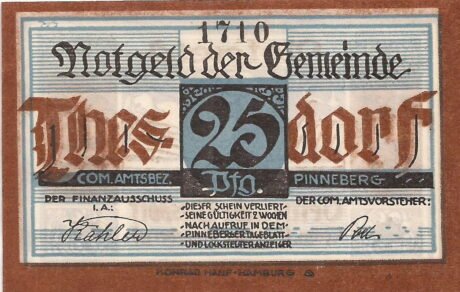 1710
Notgeld der Gemeinde
Thes- 25 dorf
COM. AMTSBEZ. Pfg. PINNEBERG
DER FINANZAUSSCHUSS
I. A.:
DIESER SCHEIN VERLIERT
SEINE GÜLTIGKEIT 2 WOCHEN
NACH AUFRUF IN DEM
PINNEBERGER TAGEBLATT
UND LOCKSTEDTER ANZEIGER
DER COM. AMTSVORSTEHER:
KONRAD HANF · HAMBURG